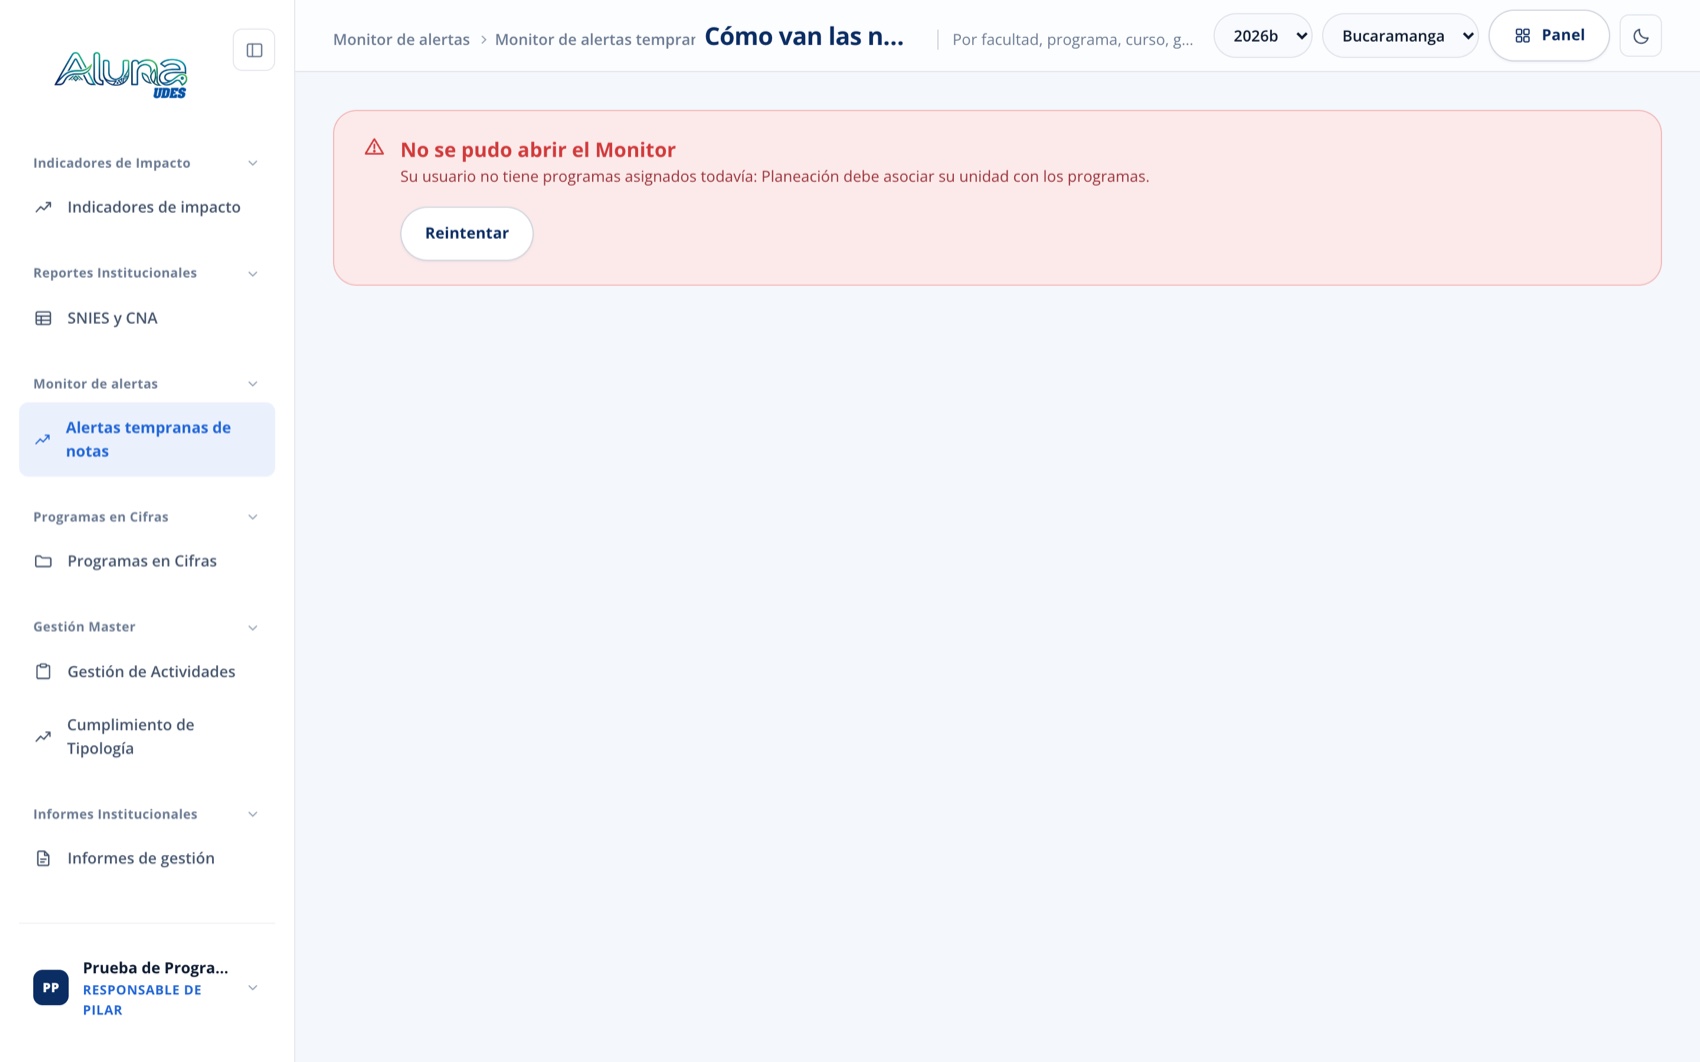 Aluna
UDES
Indicadores de Impacto
Indicadores de impacto
Reportes Institucionales
SNIES y CNA
Monitor de alertas
Alertas tempranas de
notas
Programas en Cifras
Programas en Cifras
Gestión Master
Gestión de Actividades
Cumplimiento de
Tipología
Informes Institucionales
Informes de gestión
PP
Prueba de Progra...
RESPONSABLE DE
PILAR
Monitor de alertas > Monitor de alertas tempran Cómo van las n... | Por facultad, programa, curso, g... 2026b Bucaramanga Panel
No se pudo abrir el Monitor
Su usuario no tiene programas asignados todavía: Planeación debe asociar su unidad con los programas.
Reintentar